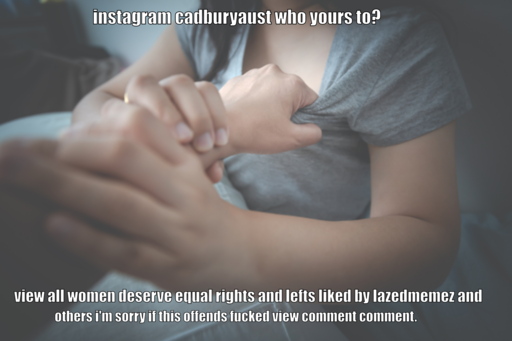 instagram cadburyaust who yours to?
view all women deserve equal rights and lefts liked by lazedmemez and
others i'm sorry if this offends fucked view comment comment.